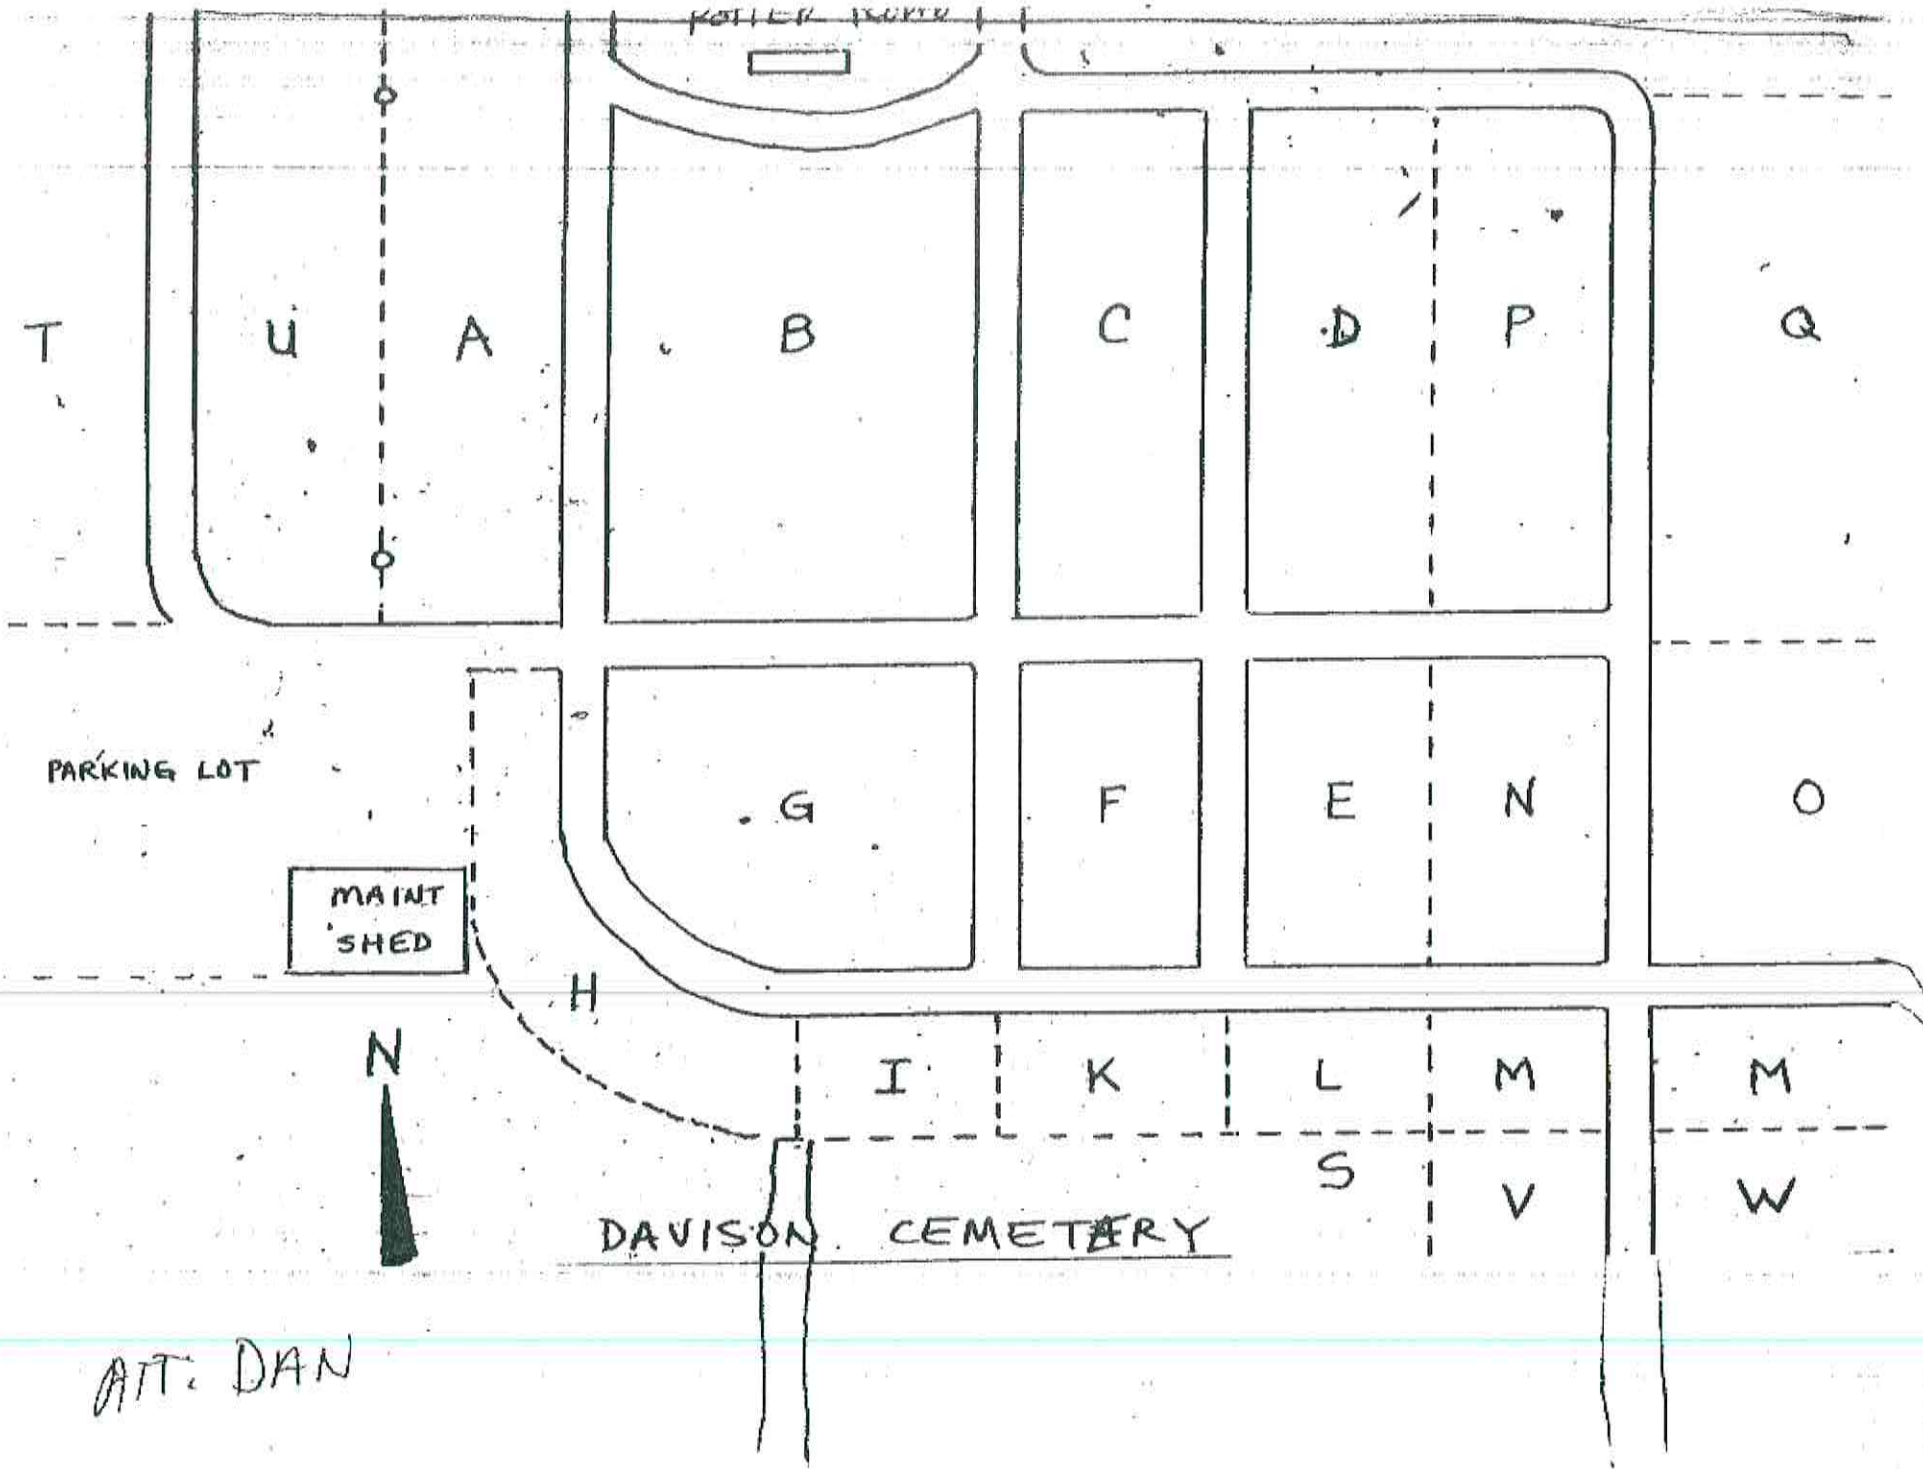 T U A B C D P Q
PARKING LOT
G F E N O
MAINT
SHED
H
N
I K L M M
S V W
DAVISON CEMETERY
ATT: DAN